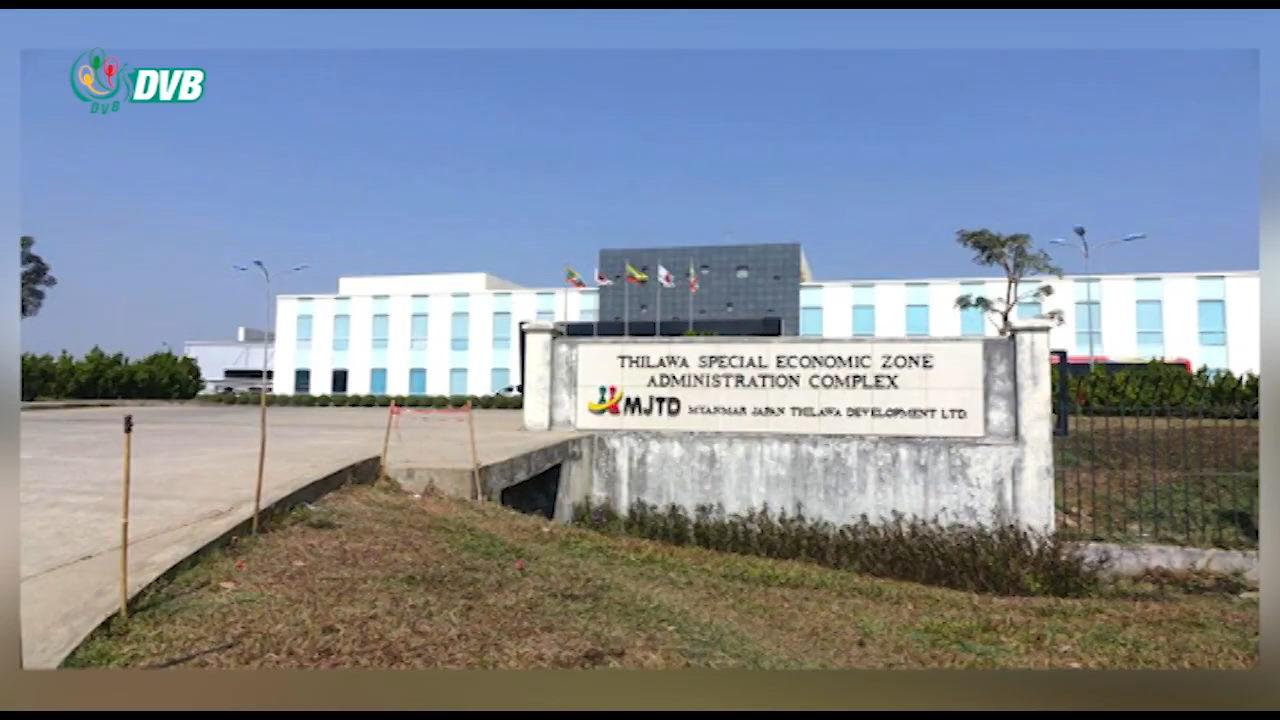 DVB
DVB
THILAWA SPECIAL ECONOMIC ZONE
ADMINISTRATION COMPLEX
MJTD MYANMAR JAPAN THILAWA DEVELOPMENT LTD